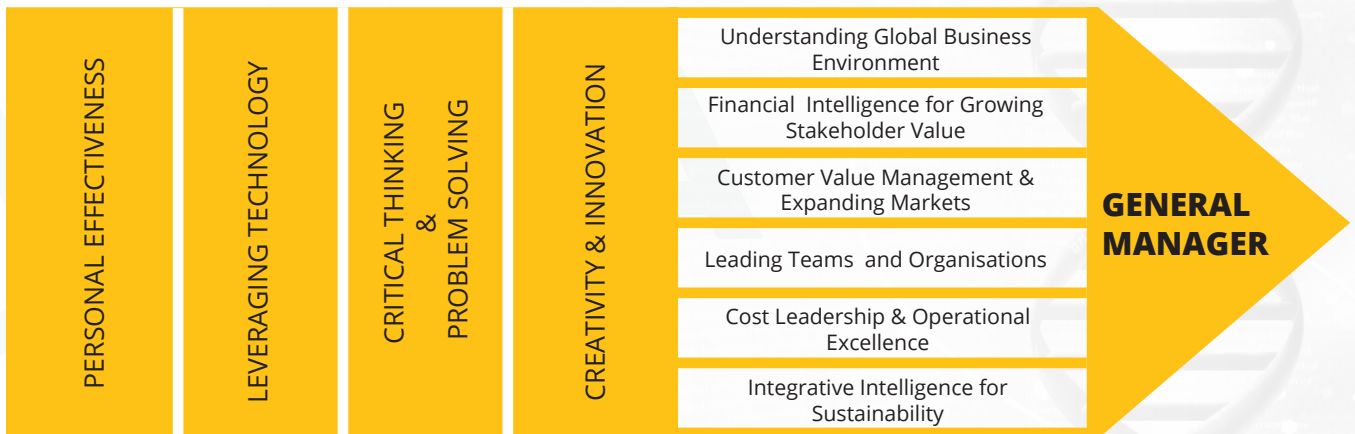 PERSONAL EFFECTIVENESS
LEVERAGING TECHNOLOGY
CRITICAL THINKING
&
PROBLEM SOLVING
CREATIVITY & INNOVATION
Understanding Global Business
Environment
Financial Intelligence for Growing
Stakeholder Value
Customer Value Management &
Expanding Markets
Leading Teams and Organisations
Cost Leadership & Operational
Excellence
Integrative Intelligence for
Sustainability
GENERAL
MANAGER